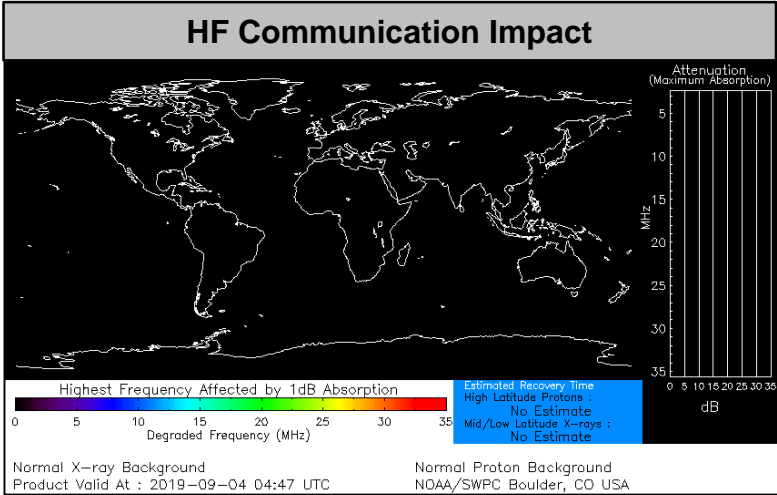 HF Communication Impact
Attenuation
(Maximum Absorption)
5
10
15
20
25
30
35
MHz
0 5 10 15 20 25 30 35
dB
Highest Frequency Affected by 1dB Absorption
0 5 10 15 20 25 30 35
Degraded Frequency (MHz)
Estimated Recovery Time
High Latitude Protons :
No Estimate
Mid/Low Latitude X-rays :
No Estimate
Normal X-ray Background
Product Valid At : 2019-09-04 04:47 UTC
Normal Proton Background
NOAA/SWPC Boulder, CO USA